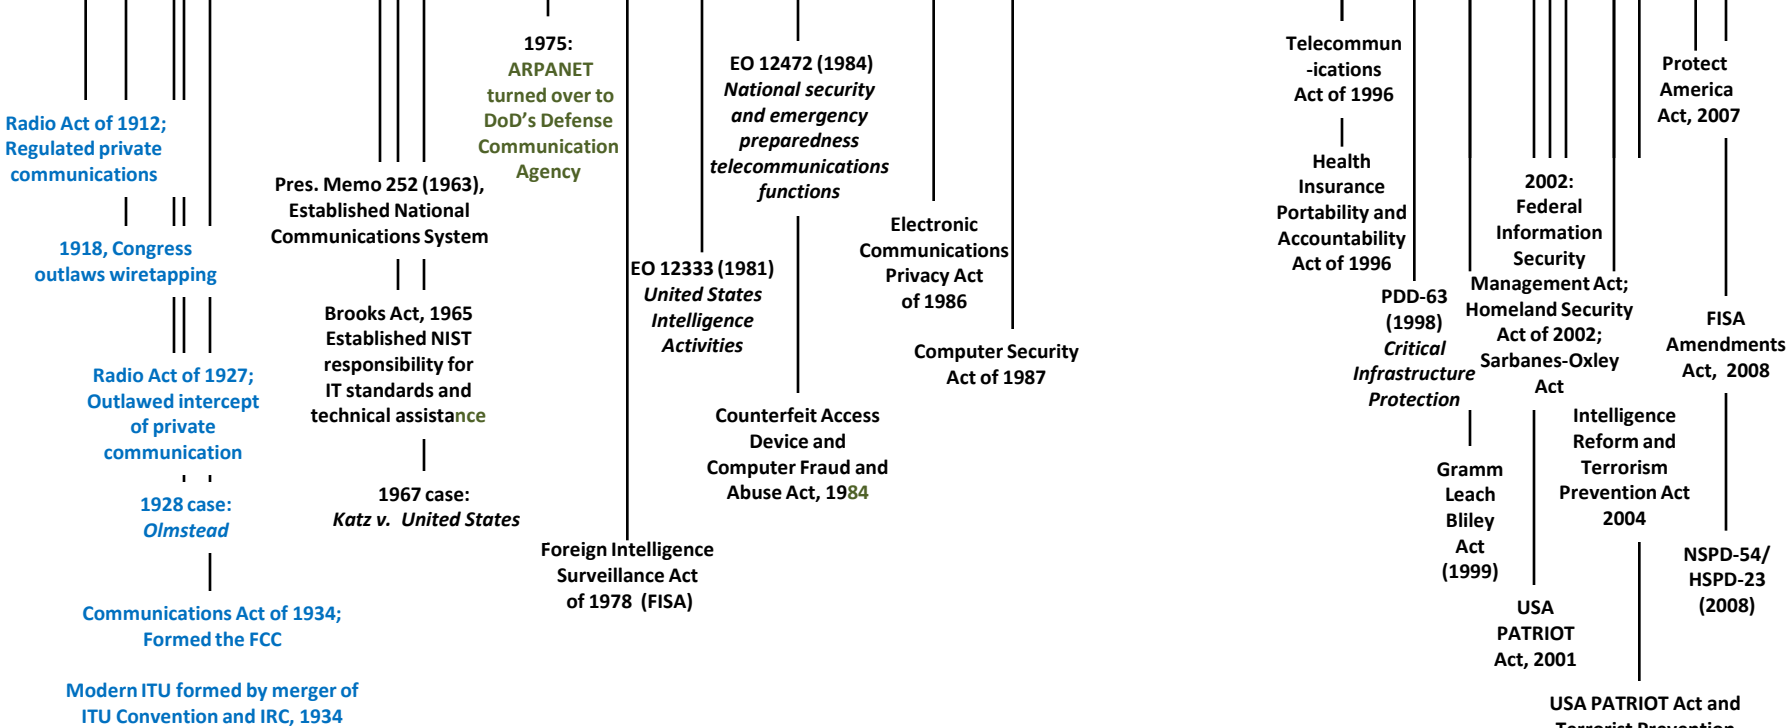 Radio Act of 1912;
Regulated private
communications
1918, Congress
outlaws wiretapping
Radio Act of 1927;
Outlawed intercept
of private
communication
1928 case:
Olmstead
Communications Act of 1934;
Formed the FCC
Modern ITU formed by merger of
ITU Convention and IRC, 1934
Pres. Memo 252 (1963),
Established National
Communications System
Brooks Act, 1965
Established NIST
responsibility for
IT standards and
technical assistance
1967 case:
Katz v. United States
1975:
ARPANET
turned over to
DoD's Defense
Communication
Agency
Foreign Intelligence
Surveillance Act
of 1978 (FISA)
EO 12333 (1981)
United States
Intelligence
Activities
EO 12472 (1984)
National security
and emergency
preparedness
telecommunications
functions
Counterfeit Access
Device and
Computer Fraud and
Abuse Act, 1984
Electronic
Communications
Privacy Act
of 1986
Computer Security
Act of 1987
Telecommun
-ications
Act of 1996
Health
Insurance
Portability and
Accountability
Act of 1996
PDD-63
(1998)
Critical
Infrastructure
Protection
Gramm
Leach
Bliley
Act
(1999)
2002:
Federal
Information
Security
Management Act;
Homeland Security
Act of 2002;
Sarbanes-Oxley
Act
USA
PATRIOT
Act, 2001
Intelligence
Reform and
Terrorism
Prevention Act
2004
USA PATRIOT Act and
Terrorist Prevention
Protect
America
Act, 2007
FISA
Amendments
Act, 2008
NSPD-54/
HSPD-23
(2008)